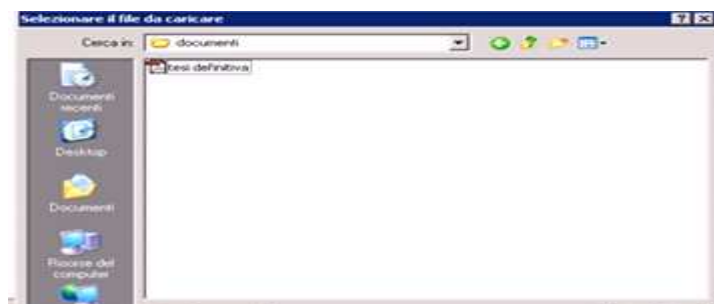 Selezionare il file da caricare
Cerca in: documenti
tesi definitiva
Documenti
recenti
Desktop
Documenti
Risorse del
computer